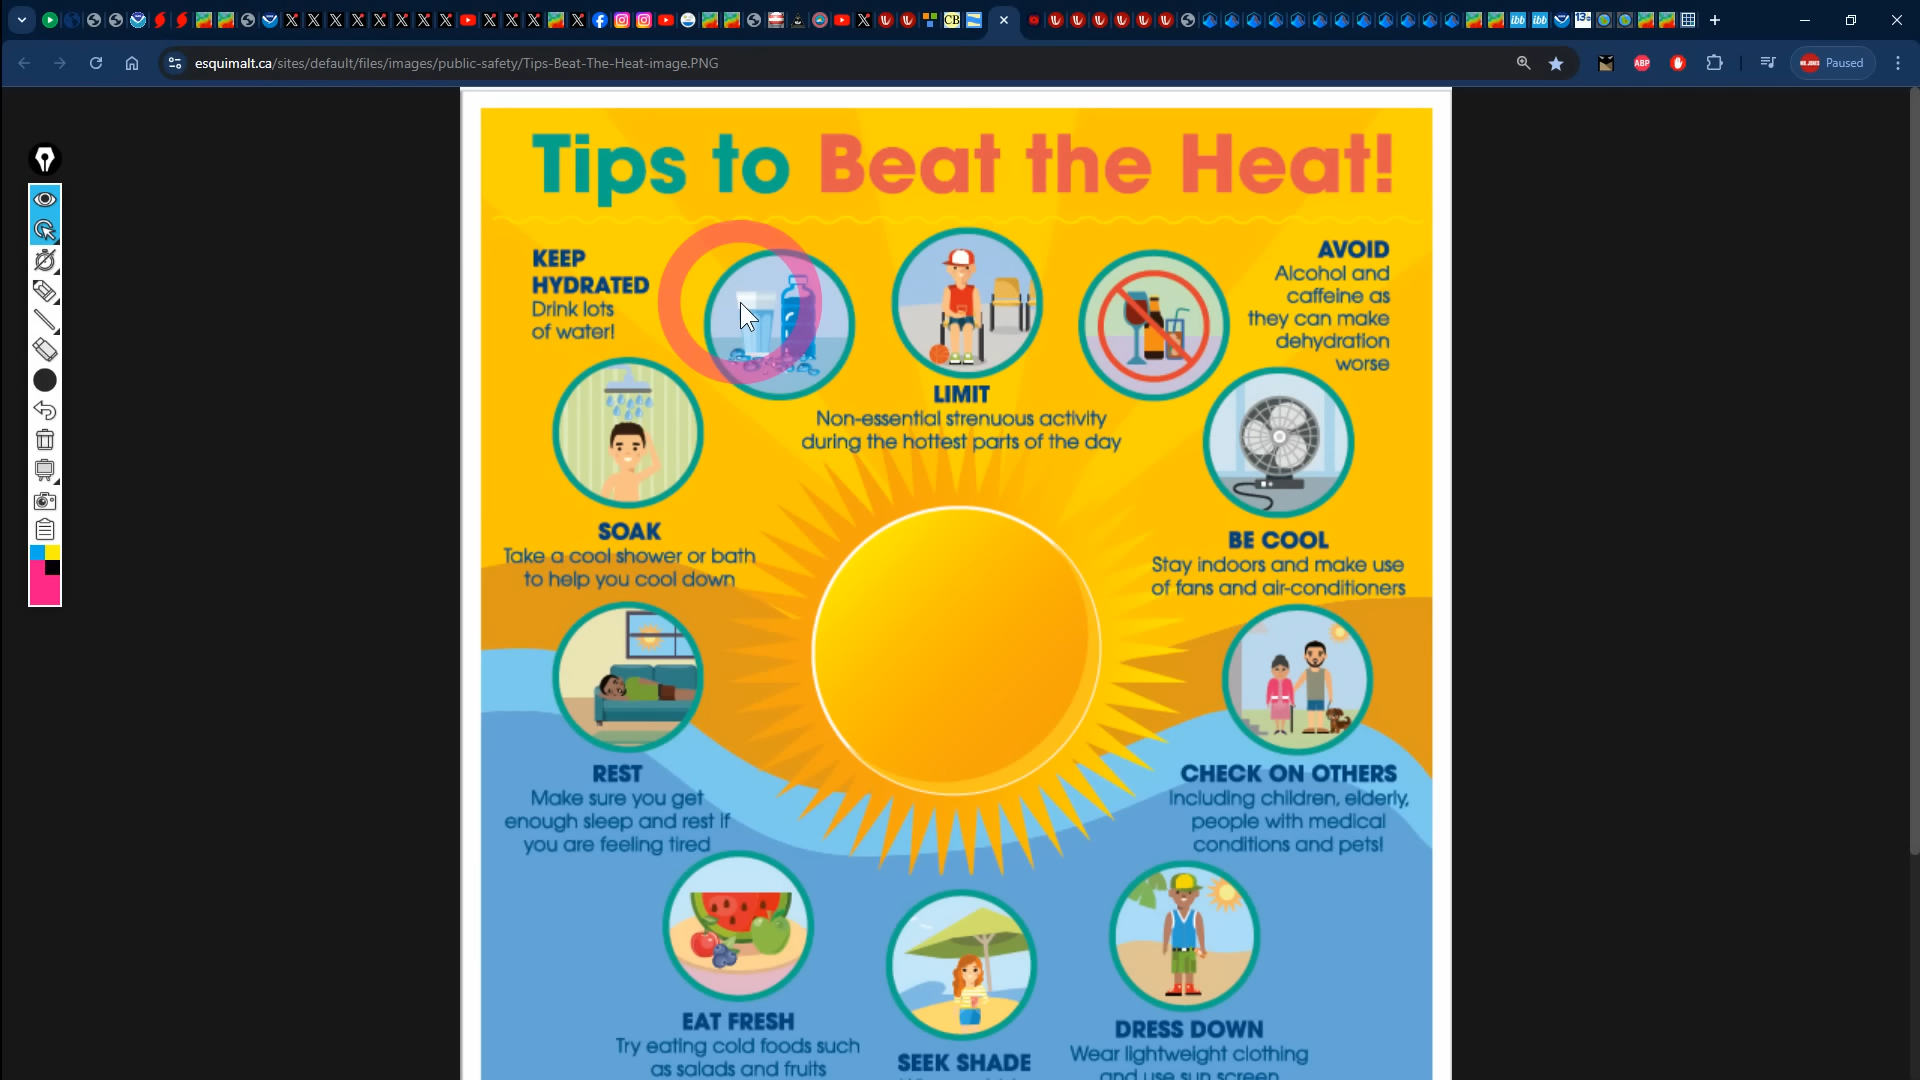 esquimalt.ca/sites/default/files/images/public-safety/Tips-Beat-The-Heat-image.PNG
ABP
Paused
Tips to Beat the Heat!
KEEP
HYDRATED
Drink lots
of water!
LIMIT
Non-essential strenuous activity
during the hottest parts of the day
AVOID
Alcohol and
caffeine as
they can make
dehydration
worse
SOAK
Take a cool shower or bath
to help you cool down
BE COOL
Stay indoors and make use
of fans and air-conditioners
REST
Make sure you get
enough sleep and rest if
you are feeling tired
CHECK ON OTHERS
Including children, elderly,
people with medical
conditions and pets!
EAT FRESH
Try eating cold foods such
as salads and fruits
SEEK SHADE
DRESS DOWN
Wear lightweight clothing
and use sun screen